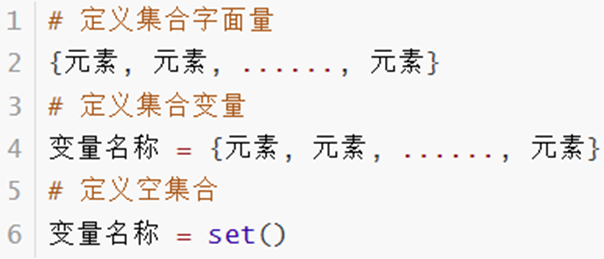 1 # 定义集合字面量
2 {元素, 元素, ......, 元素}
3 # 定义集合变量
4 变量名称 = {元素, 元素, ......, 元素}
5 # 定义空集合
6 变量名称 = set()